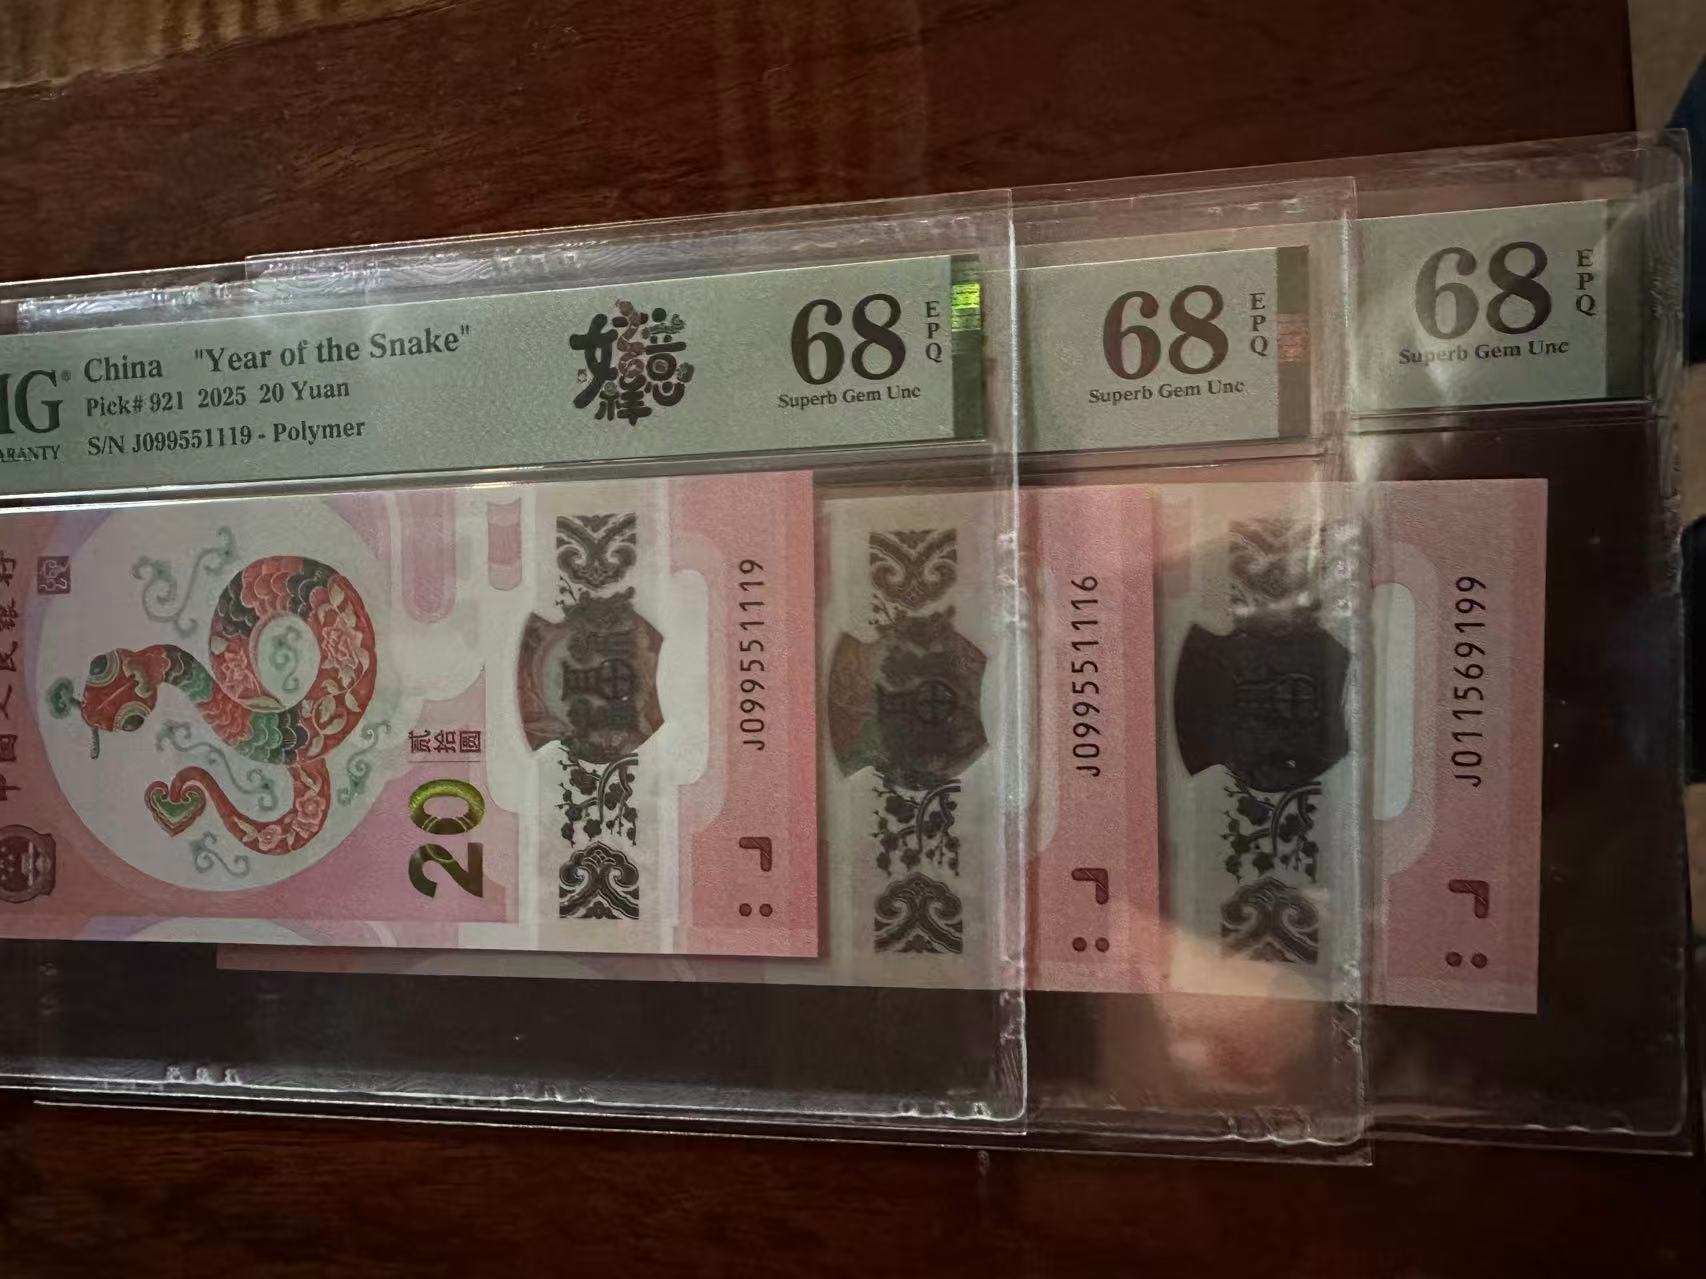 MG®
ARANTY
China "Year of the Snake"
Pick# 921 2025 20 Yuan
S/N J099551119 - Polymer
68
EPQ
Superb Gem Unc
68
EPQ
Superb Gem Unc
68
EPQ
Superb Gem Unc
中國人民銀行
贰拾圆
20
J099551119
J099551116
J011569199